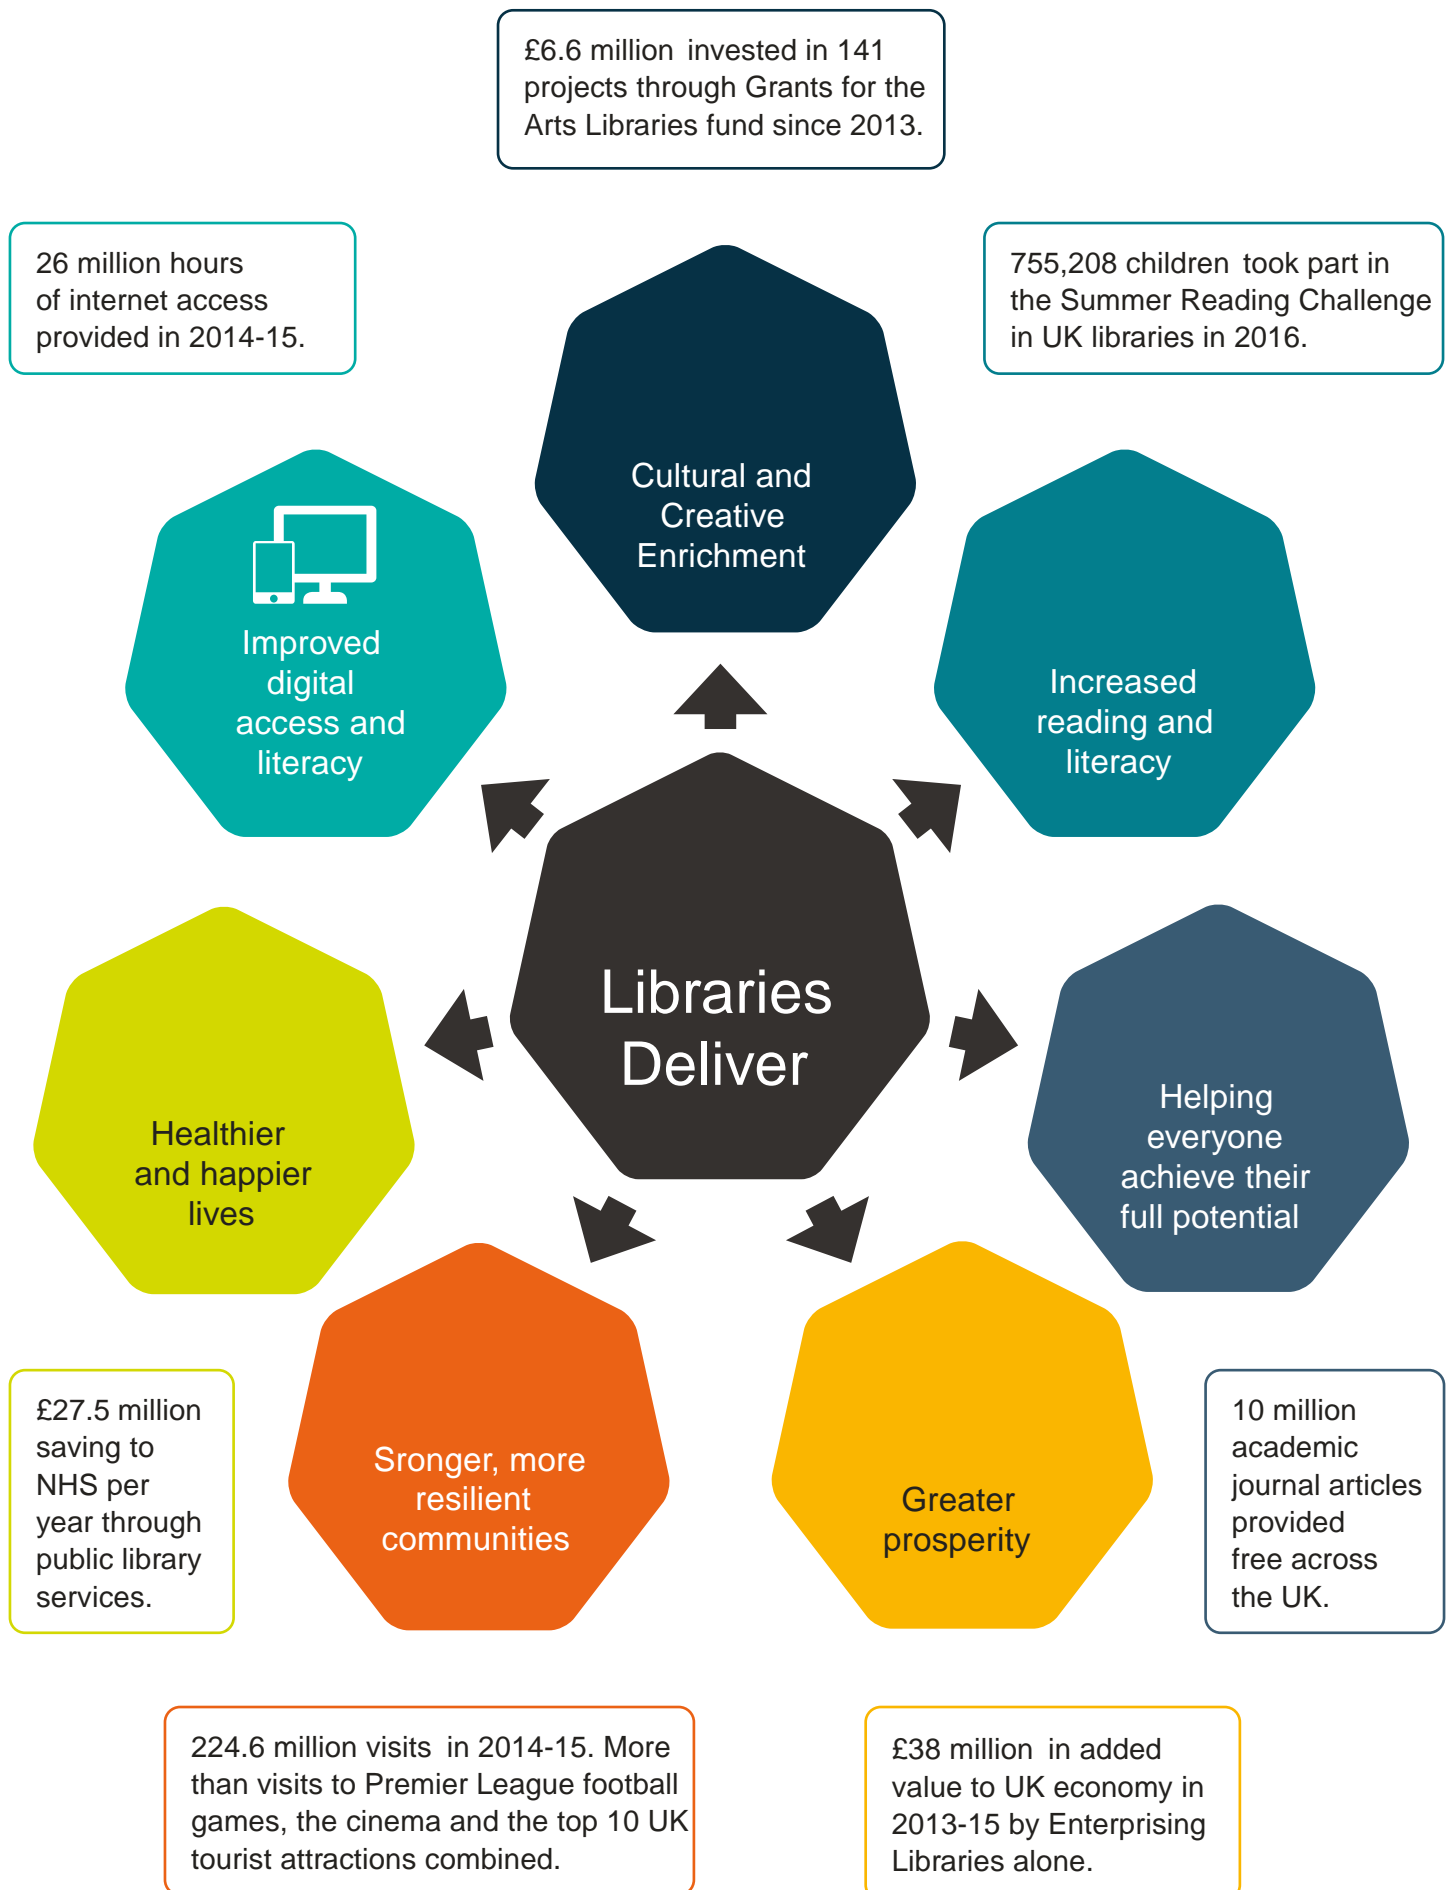 £6.6 million invested in 141
projects through Grants for the
Arts Libraries fund since 2013.
26 million hours
of internet access
provided in 2014-15.
755,208 children took part in
the Summer Reading Challenge
in UK libraries in 2016.
Cultural and
Creative
Enrichment
Improved
digital
access and
literacy
Increased
reading and
literacy
Libraries
Deliver
Healthier
and happier
lives
Helping
everyone
achieve their
full potential
Sronger, more
resilient
communities
Greater
prosperity
£27.5 million
saving to
NHS per
year through
public library
services.
10 million
academic
journal articles
provided
free across
the UK.
224.6 million visits in 2014-15. More
than visits to Premier League football
games, the cinema and the top 10 UK
tourist attractions combined.
£38 million in added
value to UK economy in
2013-15 by Enterprising
Libraries alone.